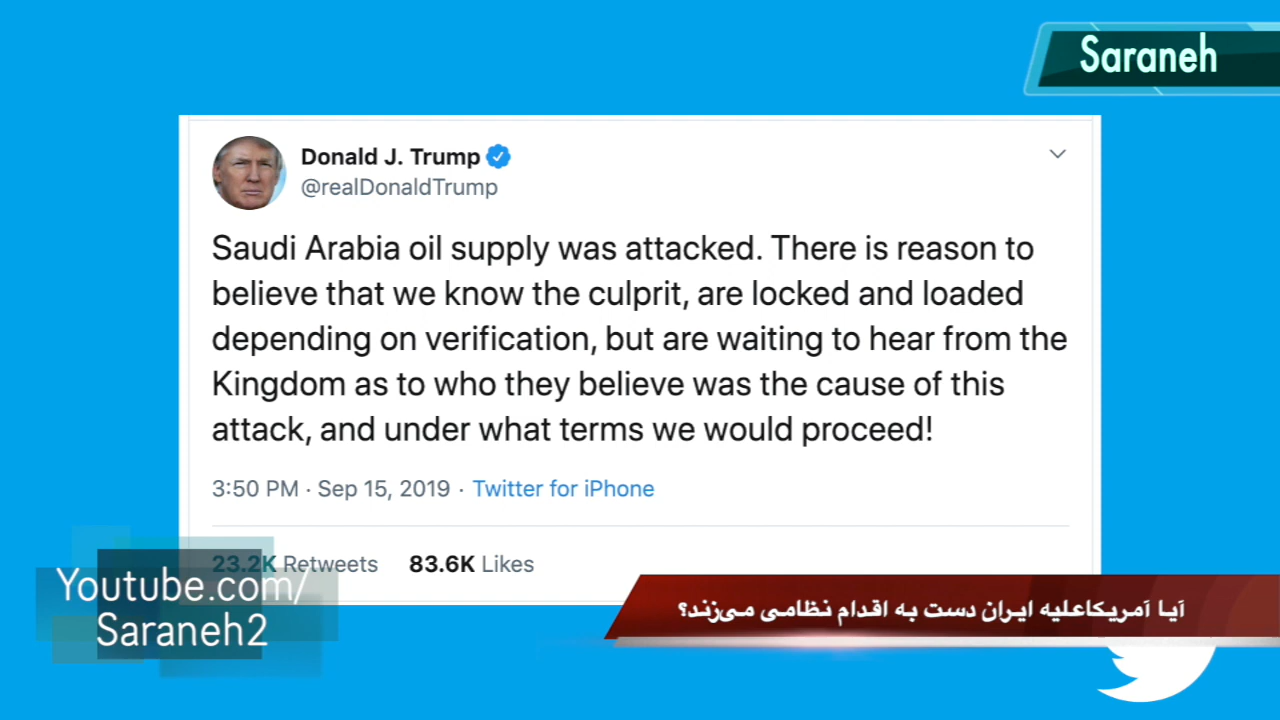 Saraneh
Donald J. Trump
@realDonaldTrump
Saudi Arabia oil supply was attacked. There is reason to
believe that we know the culprit, are locked and loaded
depending on verification, but are waiting to hear from the
Kingdom as to who they believe was the cause of this
attack, and under what terms we would proceed!
3:50 PM · Sep 15, 2019 · Twitter for iPhone
23.2K Retweets 83.6K Likes
Youtube.com/
Saraneh2
آیا آمریکاعلیه ایران دست به اقدام نظامی می‌زند؟